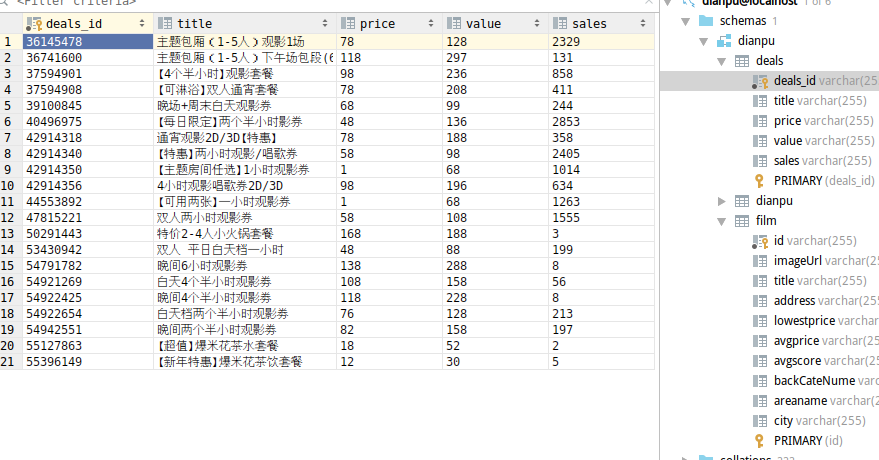 <Filter criteria>
deals_id title price value sales
1 36145478 主题包厢（1-5人）观影1场 78 128 2329
2 36741600 主题包厢（1-5人）下午场包段(6 118 297 131
3 37594901 【4个半小时】观影套餐 98 236 858
4 37594908 【可淋浴】双人通宵套餐 78 208 411
5 39100845 晚场+周末白天观影券 68 99 244
6 40496975 【每日限定】两个半小时影券 48 136 2853
7 42914318 通宵观影2D/3D【特惠】 78 188 358
8 42914340 【特惠】两小时观影/唱歌券 58 98 2405
9 42914350 【主题房间任选】1小时观影券 1 68 1014
10 42914356 4小时观影唱歌券2D/3D 98 196 634
11 44553892 【可用两张】一小时观影券 1 68 1263
12 47815221 双人两小时观影券 58 108 1555
13 50291443 特价2-4人小火锅套餐 168 188 3
14 53430942 双人 平日白天档一小时 48 88 199
15 54791782 晚间6小时观影券 138 288 8
16 54921269 白天4个半小时观影券 108 158 56
17 54922425 晚间4个半小时观影券 118 228 8
18 54922654 白天档两个半小时观影券 76 128 213
19 54942551 晚间两个半小时观影券 82 158 197
20 55127863 【超值】爆米花茶水套餐 18 52 2
21 55396149 【新年特惠】爆米花茶饮套餐 12 30 5
dianpu@localhost 1 of 6
schemas 1
dianpu
deals
deals_id varchar(25
title varchar(255)
price varchar(255)
value varchar(255)
sales varchar(255)
PRIMARY (deals_id)
dianpu
film
id varchar(255)
imageUrl varchar(255)
title varchar(255)
address varchar(255)
lowestprice varchar(255
avgprice varchar(255)
avgscore varchar(255)
backCateNume varchar(2
areaname varchar(255)
city varchar(255)
PRIMARY (id)
collations